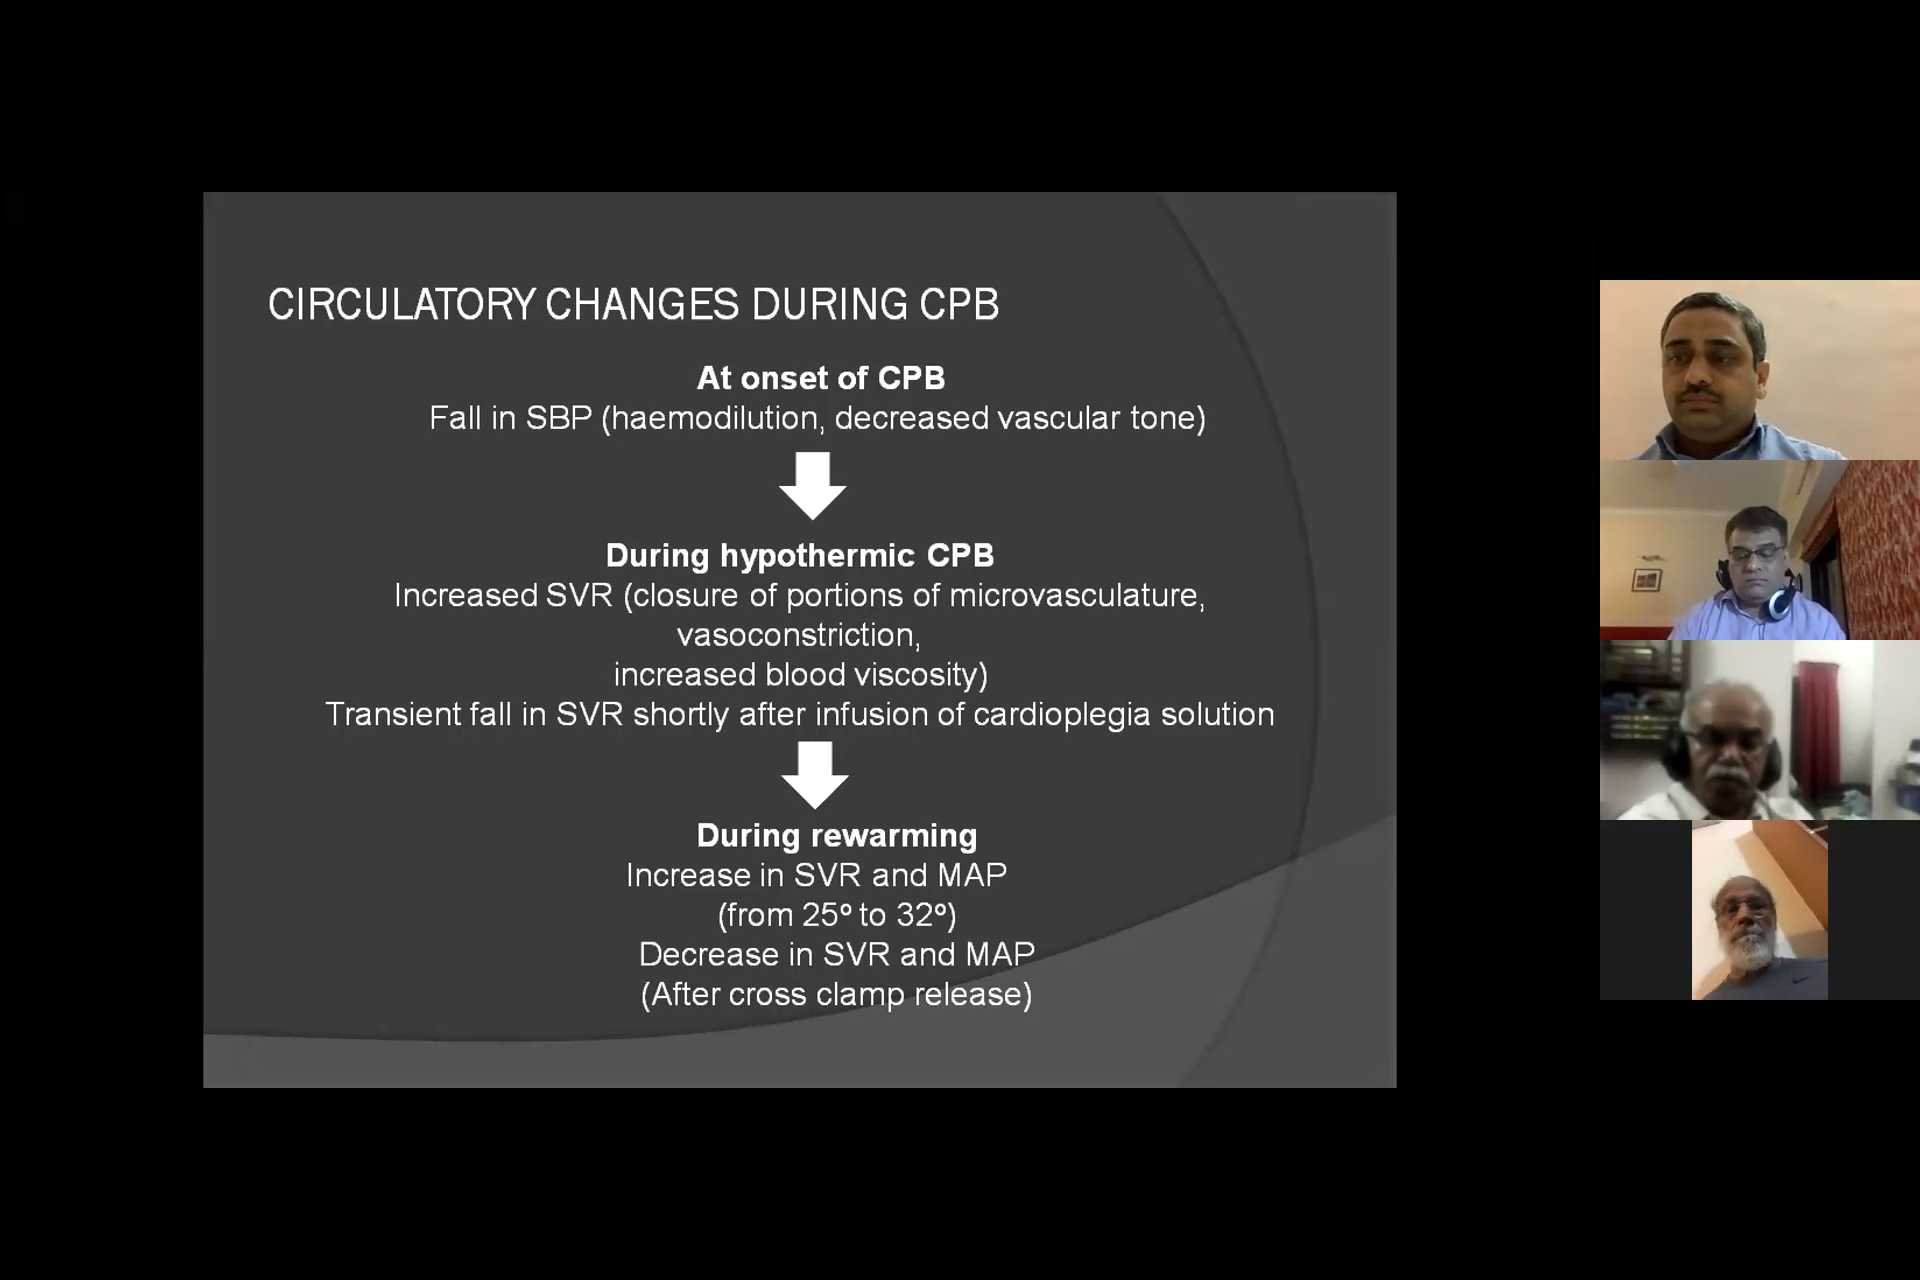 CIRCULATORY CHANGES DURING CPB
At onset of CPB
Fall in SBP (haemodilution, decreased vascular tone)
During hypothermic CPB
Increased SVR (closure of portions of microvasculature,
vasoconstriction,
increased blood viscosity)
Transient fall in SVR shortly after infusion of cardioplegia solution
During rewarming
Increase in SVR and MAP
(from 25º to 32º)
Decrease in SVR and MAP
(After cross clamp release)